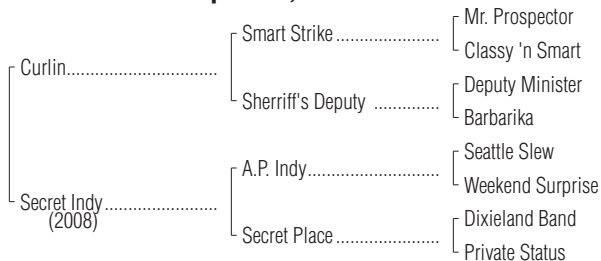 Mr. Prospector
Smart Strike
Classy 'n Smart
Curlin
Deputy Minister
Sherriff's Deputy
Barbarika
Seattle Slew
A.P. Indy
Weekend Surprise
Secret Indy
(2008)
Dixieland Band
Secret Place
Private Status